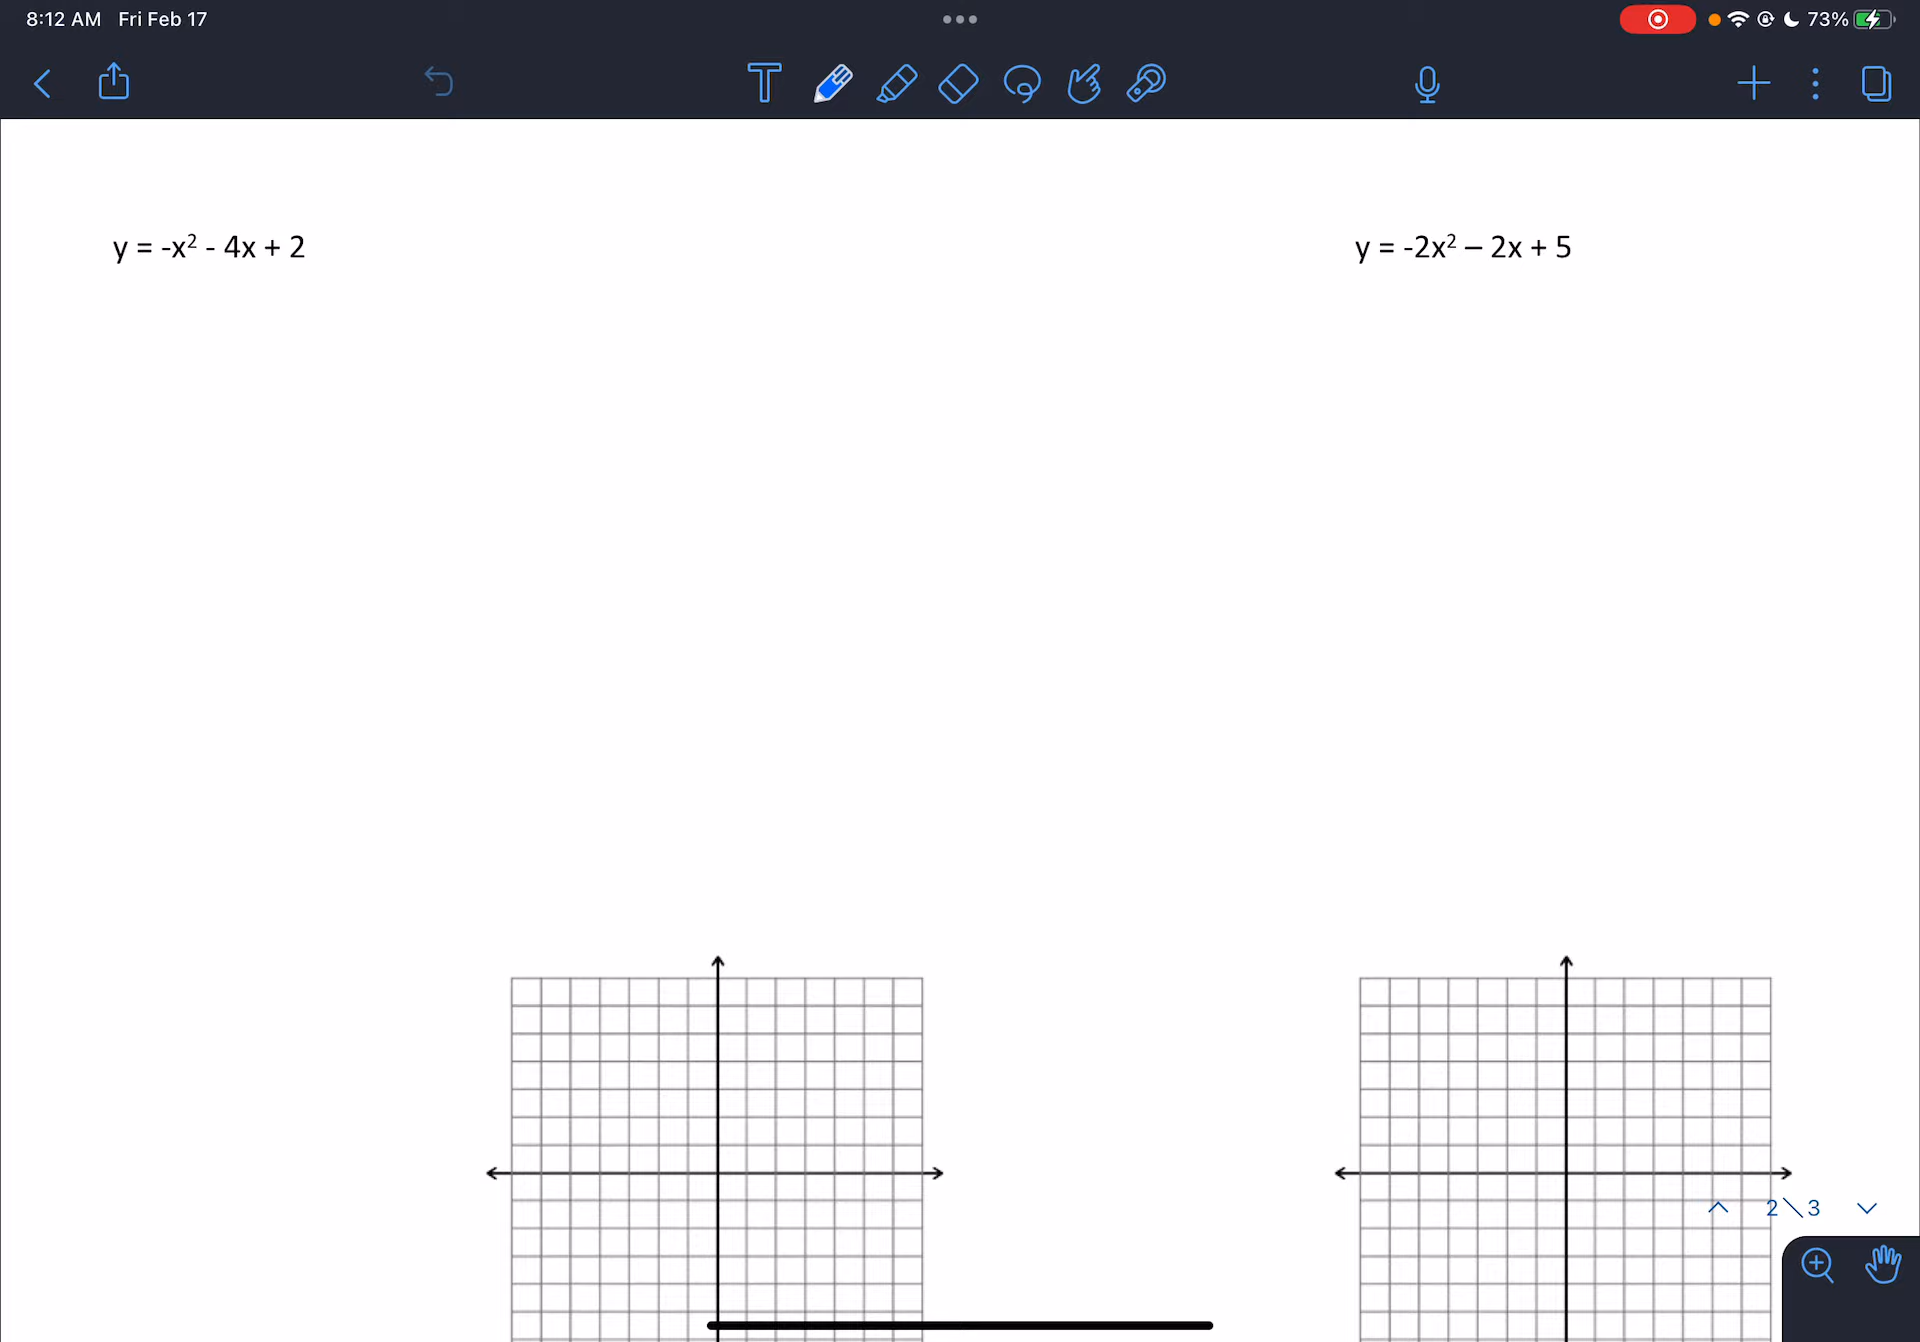 8:12 AM Fri Feb 17
73%
T
y = -x² - 4x + 2
y = -2x² – 2x + 5
2\3